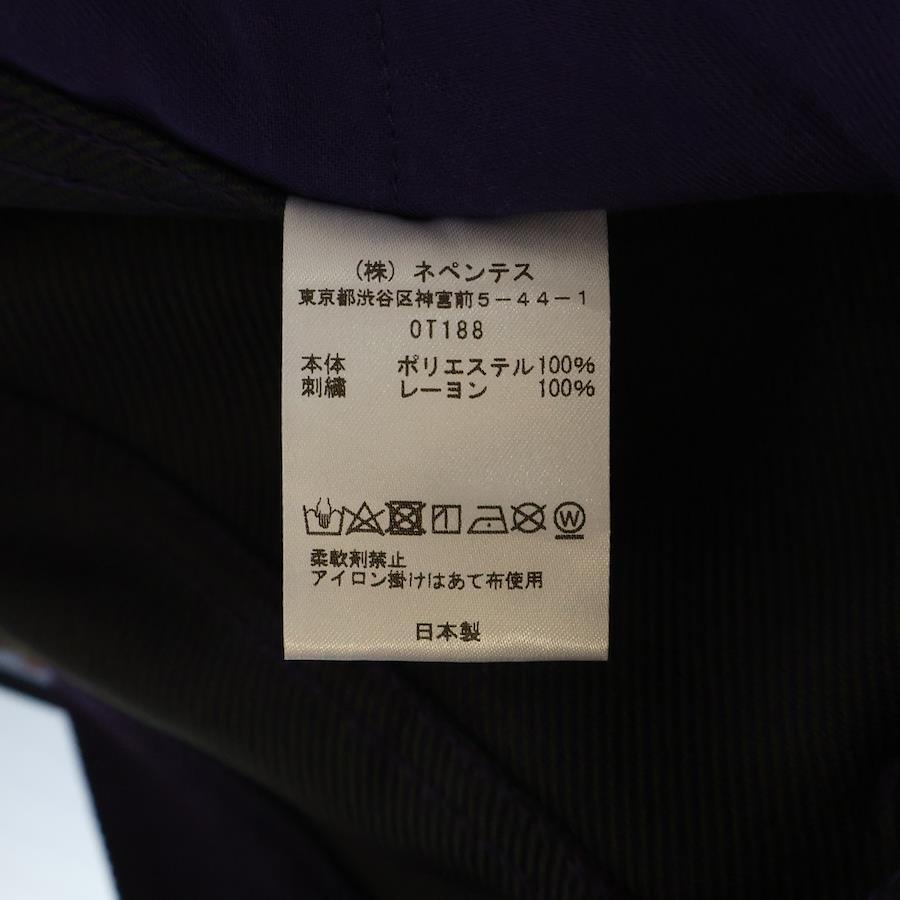 （株）ネペンテス
東京都渋谷区神宮前５－４４－１
OT188
本体 ポリエステル100%
刺繍 レーヨン 100%
W
柔軟剤禁止
アイロン掛けはあて布使用
日本製